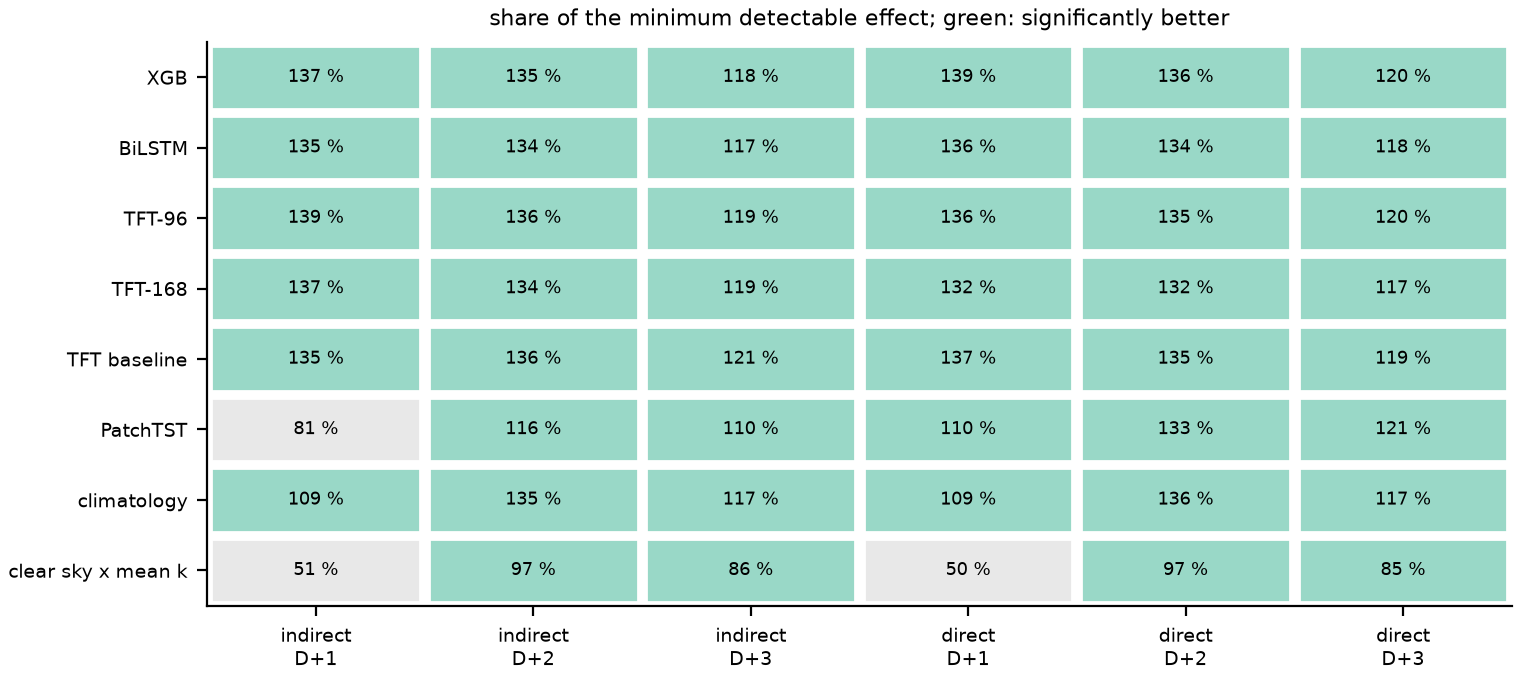 share of the minimum detectable effect; green: significantly better
XGB 137 % 135 % 118 % 139 % 136 % 120 %
BiLSTM 135 % 134 % 117 % 136 % 134 % 118 %
TFT-96 139 % 136 % 119 % 136 % 135 % 120 %
TFT-168 137 % 134 % 119 % 132 % 132 % 117 %
TFT baseline 135 % 136 % 121 % 137 % 135 % 119 %
PatchTST 81 % 116 % 110 % 110 % 133 % 121 %
climatology 109 % 135 % 117 % 109 % 136 % 117 %
clear sky x mean k 51 % 97 % 86 % 50 % 97 % 85 %
indirect indirect indirect direct direct direct
D+1 D+2 D+3 D+1 D+2 D+3